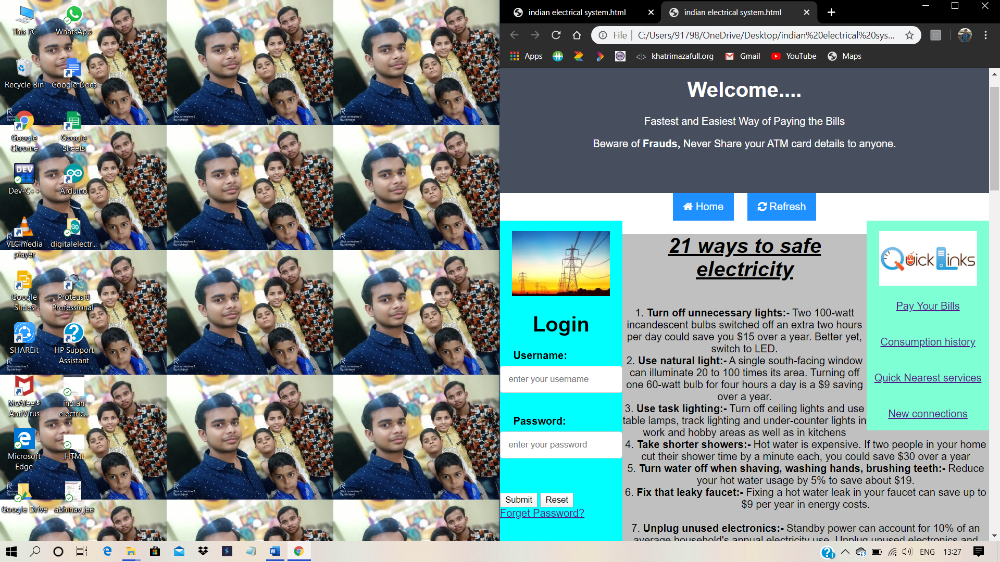 This PC
WhatsApp
Recycle Bin
Google Docs
Google
Chrome
Google
Sheets
Dev-C++
Arduino
VLC media
player
digitalelectr...
Google
Slides
Proteus 8
Professional
SHAREit
HP Support
Assistant
McAfee®
AntiVirus
indian
electric...
Microsoft
Edge
.HTML
Google Drive
abhinav jee
DEV
R
Shot on realme 3
By,@bhijeet
indian electrical system.html
indian electrical system.html
File
C:/Users/91798/OneDrive/Desktop/indian%20electrical%20sys...
Apps
khatrimazafull.org
Gmail
YouTube
Maps
Welcome....
Fastest and Easiest Way of Paying the Bills
Beware of Frauds, Never Share your ATM card details to anyone.
Home
Refresh
Login
Username:
enter your username
Password:
enter your password
Submit
Reset
Forget Password?
21 ways to safe
electricity
1. Turn off unnecessary lights:- Two 100-watt
incandescent bulbs switched off an extra two hours
per day could save you $15 over a year. Better yet,
switch to LED.
2. Use natural light:- A single south-facing window
can illuminate 20 to 100 times its area. Turning off
one 60-watt bulb for four hours a day is a $9 saving
over a year.
3. Use task lighting:- Turn off ceiling lights and use
table lamps, track lighting and under-counter lights in
work and hobby areas as well as in kitchens
4. Take shorter showers:- Hot water is expensive. If two people in your home
cut their shower time by a minute each, you could save $30 over a year
5. Turn water off when shaving, washing hands, brushing teeth:- Reduce
your hot water usage by 5% to save about $19.
6. Fix that leaky faucet:- Fixing a hot water leak in your faucet can save up to
$9 per year in energy costs.
7. Unplug unused electronics:- Standby power can account for 10% of an
average household's annual electricity use. Unplug unused electronics and
Quick Links
Pay Your Bills
Consumption history
Quick Nearest services
New connections
ENG
13:27